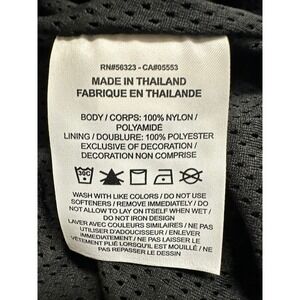 RN#56323 - CA#05553
MADE IN THAILAND
FABRIQUE EN THAILANDE
BODY / CORPS: 100% NYLON /
POLYAMIDE
LINING / DOUBLURE: 100% POLYESTER
EXCLUSIVE OF DECORATION /
DECORATION NON COMPRISE
30C
WASH WITH LIKE COLORS / DO NOT USE
SOFTENERS / REMOVE IMMEDIATELY / DO
NOT ALLOW TO LAY ON ITSELF WHEN WET /
DO NOT IRON DESIGN
LAVER AVEC COULEURS SIMILAIRES / NE PAS
UTILISER D'ADOUCISSEUR / ENLEVER
IMMEDIATEMENT / NE PAS LAISSER LE
VETEMENT PLIÉ LORSQU'IL EST MOUILLÉ / NE
PAS REPASSER LE DESSIN